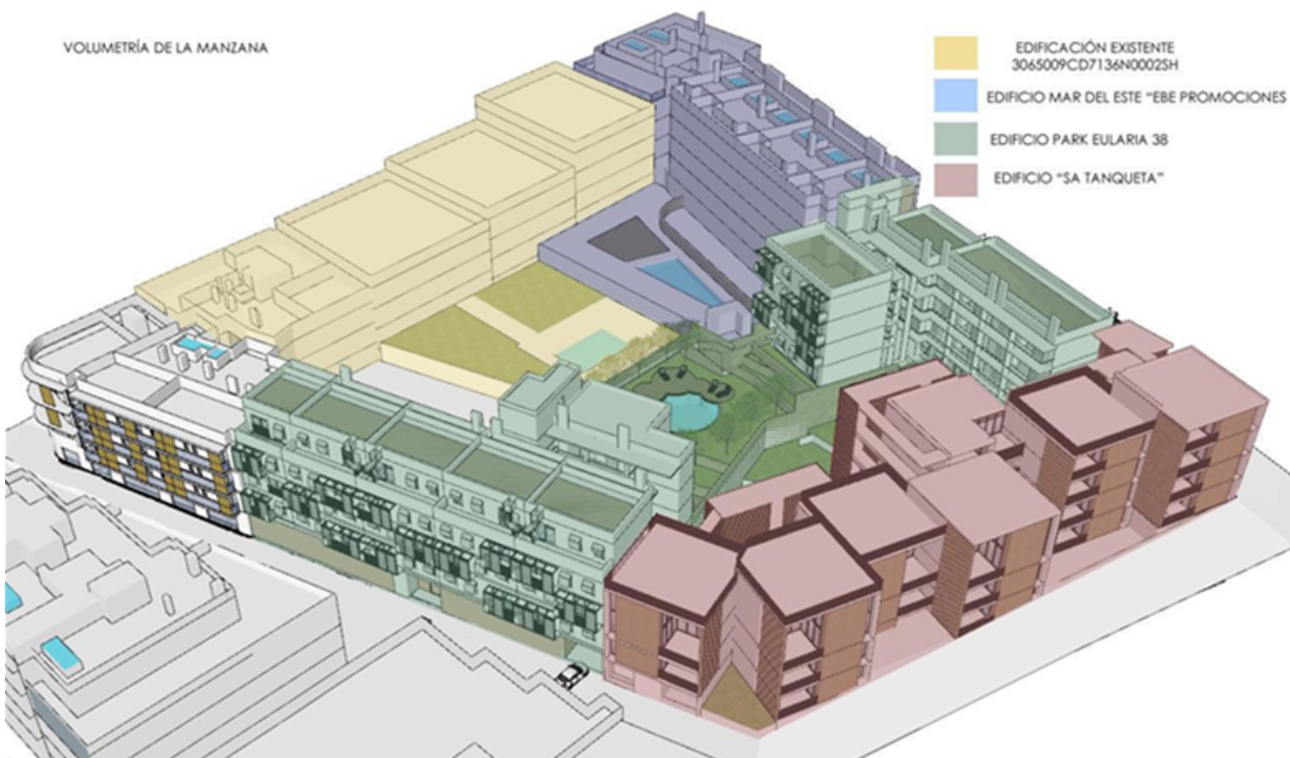 VOLUMETRÍA DE LA MANZANA
EDIFICACIÓN EXISTENTE
3065009CD7136N0002SH
EDIFICIO MAR DEL ESTE "EBE PROMOCIONES
EDIFICIO PARK EULARIA 38
EDIFICIO "SA TANQUETA"